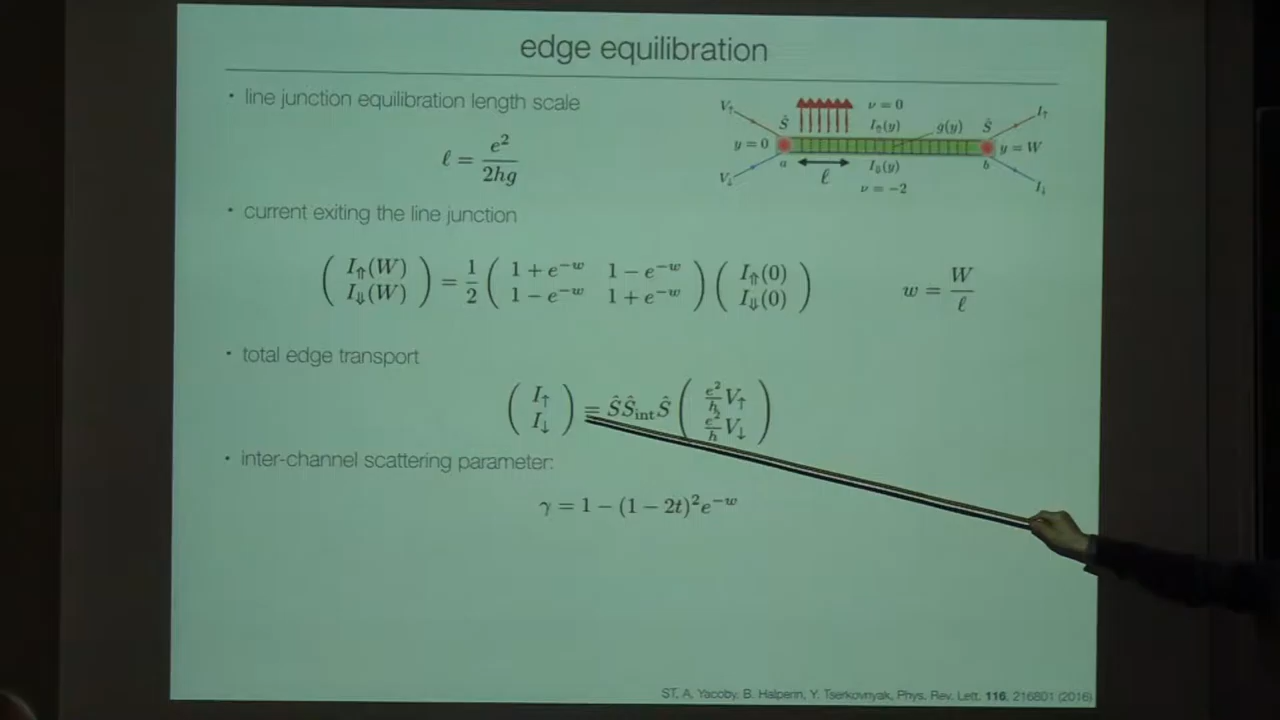 edge equilibration
· line junction equilibration length scale
ℓ = e² / 2hg
V↑
ν = 0
I↑
Ŝ
I⇑(y)
g(y)
Ŝ
y = 0
y = W
a
ℓ
I⇓(y)
b
V↓
ν = −2
I↓
· current exiting the line junction
( I⇑(W) I⇓(W) ) = 1/2 ( 1 + e^{−w} 1 − e^{−w} 1 − e^{−w} 1 + e^{−w} ) ( I⇑(0) I⇓(0) )
w = W / ℓ
· total edge transport
( I↑ I↓ ) = ŜŜ_int Ŝ ( e²/h V↑ e²/h V↓ )
· inter-channel scattering parameter:
γ = 1 − (1 − 2t)² e^{−w}
ST, A. Yacoby, B. Halperin, Y. Tserkovnyak, Phys. Rev. Lett. 116, 216801 (2016)